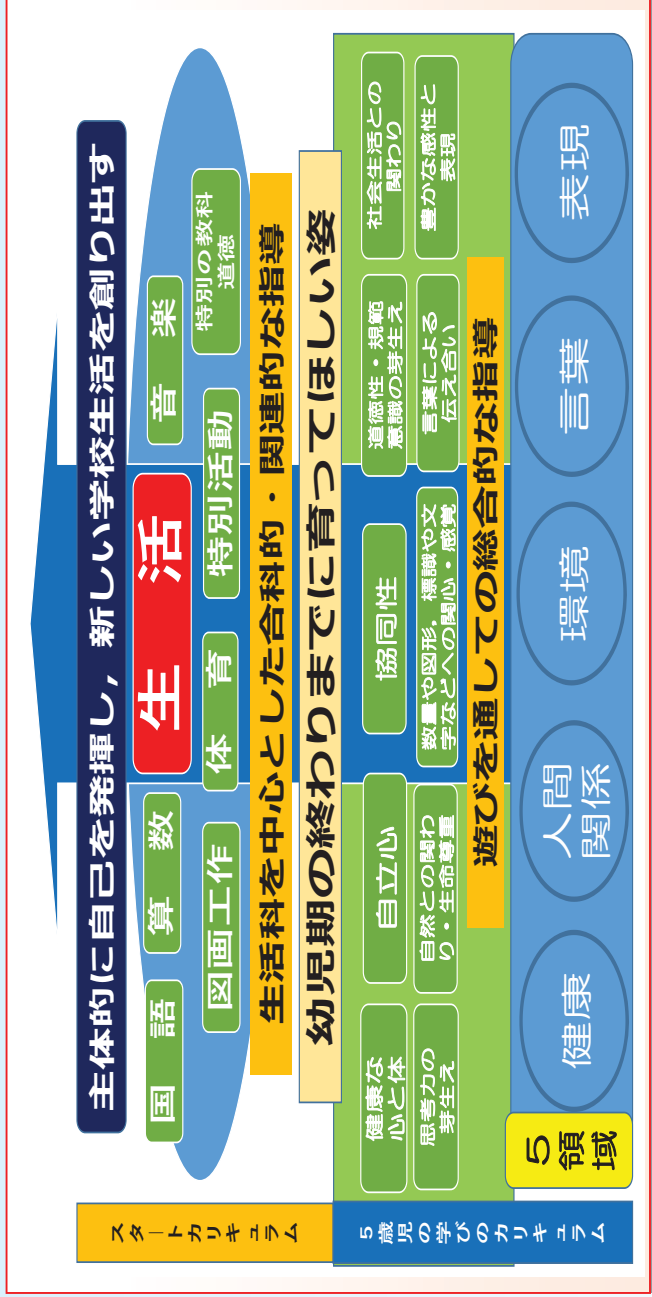 主体的に自己を発揮し，新しい学校生活を創り出す
スタートカリキュラム
国語
算数
生活
音楽
図画工作
体育
特別活動
特別の教科
道徳
生活科を中心とした合科的・関連的な指導
幼児期の終わりまでに育ってほしい姿
5歳児の学びのカリキュラム
健康な
心と体
自立心
協同性
道徳性・規範
意識の芽生え
社会生活との
関わり
思考力の
芽生え
自然との関わ
り・生命尊重
数量や図形，標識や文
字などへの関心・感覚
言葉による
伝え合い
豊かな感性と
表現
遊びを通しての総合的な指導
5
領域
健康
人間
関係
環境
言葉
表現